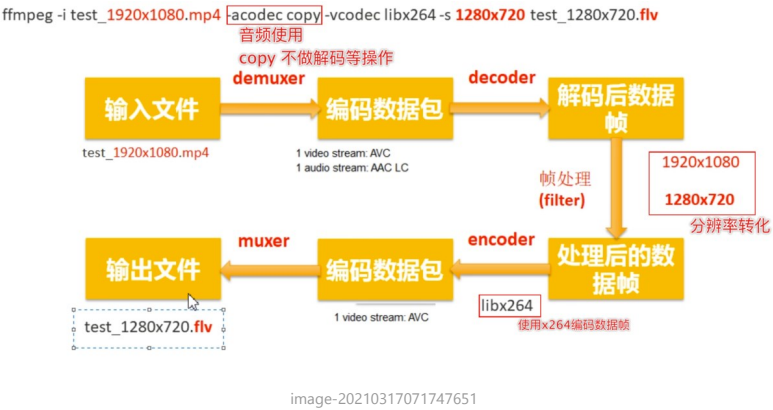 ffmpeg -i test_1920x1080.mp4 -acodec copy -vcodec libx264 -s 1280x720 test_1280x720.flv
音频使用
copy 不做解码等操作
demuxer
decoder
输入文件
编码数据包
解码后数据
帧
test_1920x1080.mp4
1 video stream: AVC
1 audio stream: AAC LC
帧处理
(filter)
1920x1080
1280x720
分辨率转化
muxer
encoder
输出文件
编码数据包
处理后的数
据帧
libx264
使用x264编码数据帧
test_1280x720.flv
1 video stream: AVC
image-20210317071747651